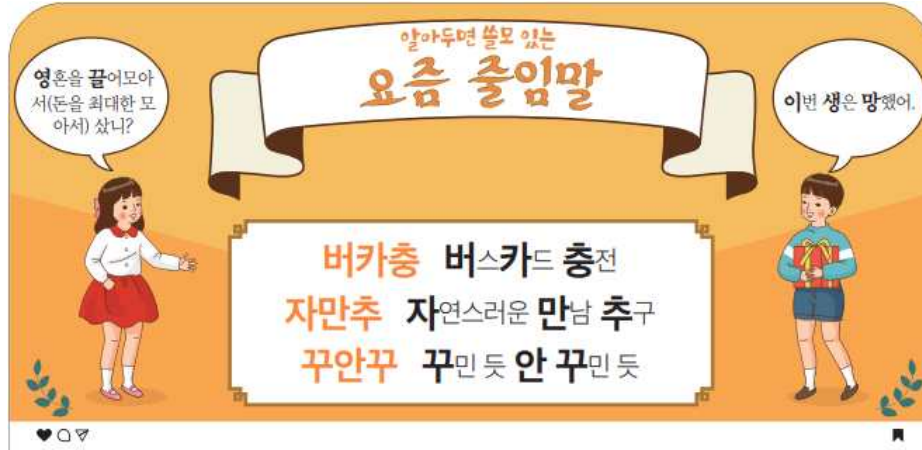 알아두면 쓸모 있는
요즘 줄임말
영혼을 끌어모아
서(돈을 최대한 모
아서) 샀니?
이번 생은 망했어.
버카충 버스카드 충전
자만추 자연스러운 만남 추구
꾸안꾸 꾸민 듯 안 꾸민 듯